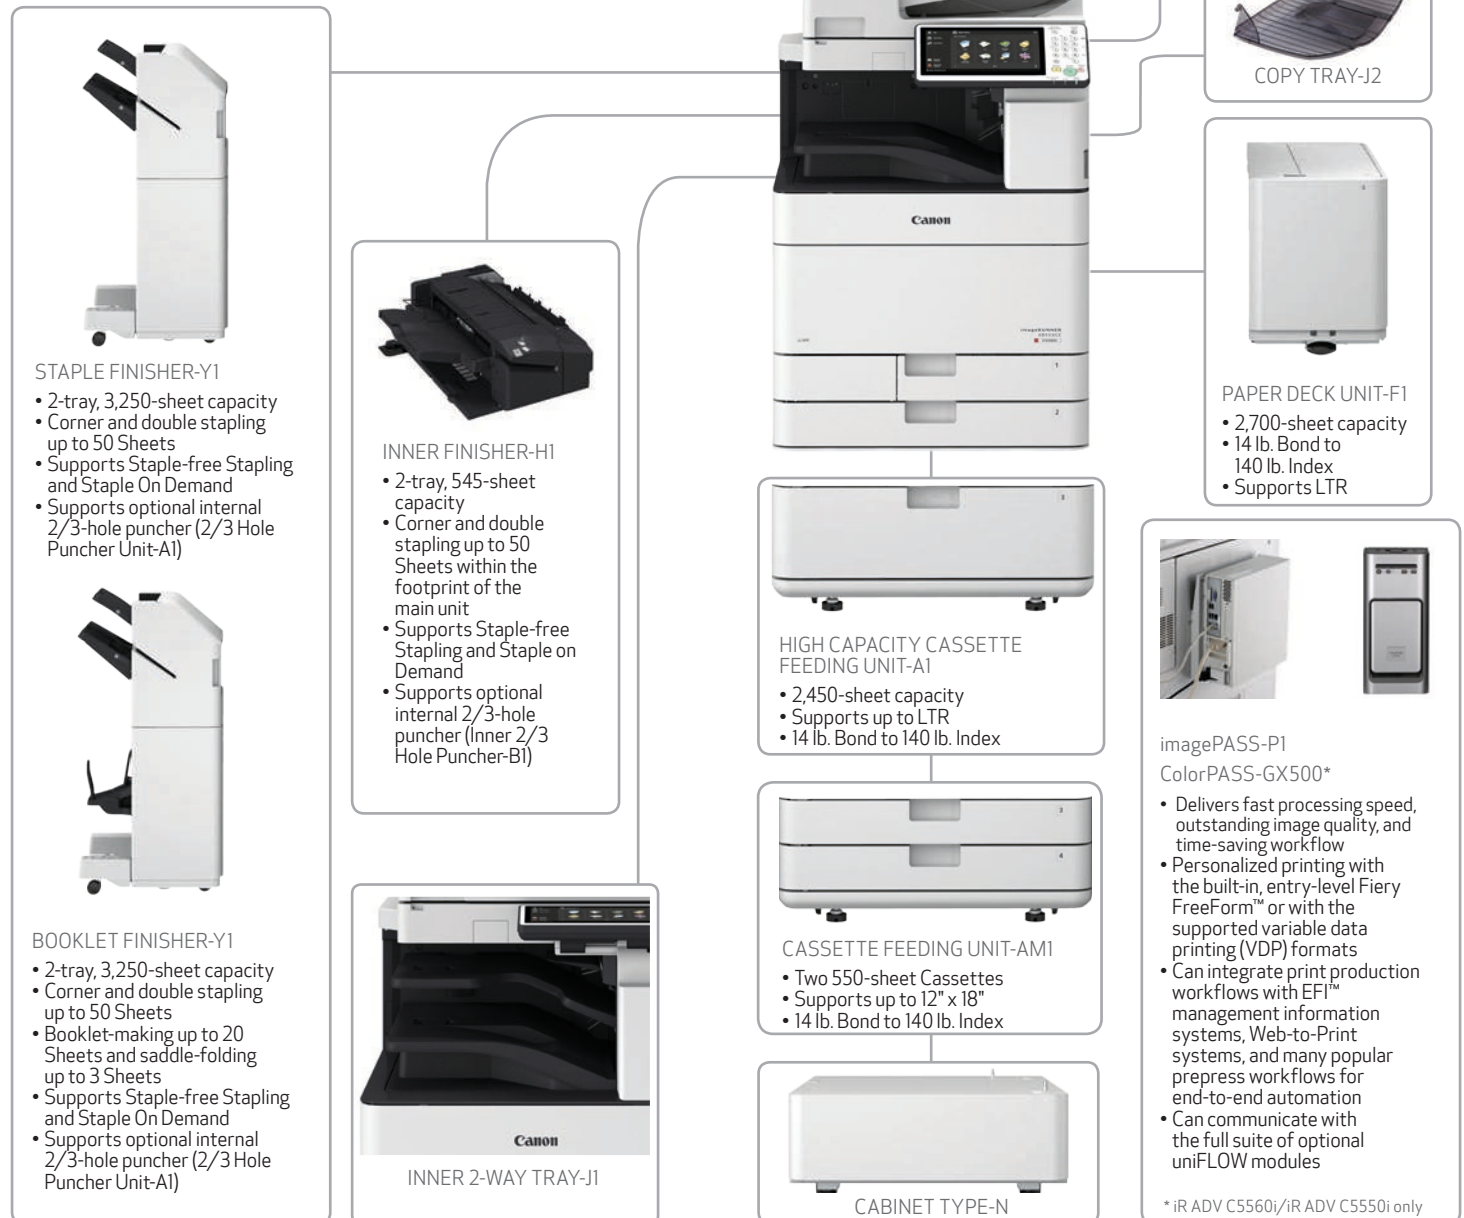 STAPLE FINISHER-Y1
• 2-tray, 3,250-sheet capacity
• Corner and double stapling
up to 50 Sheets
• Supports Staple-free Stapling
and Staple On Demand
• Supports optional internal
2/3-hole puncher (2/3 Hole
Puncher Unit-A1)
BOOKLET FINISHER-Y1
• 2-tray, 3,250-sheet capacity
• Corner and double stapling
up to 50 Sheets
• Booklet-making up to 20
Sheets and saddle-folding
up to 3 Sheets
• Supports Staple-free Stapling
and Staple On Demand
• Supports optional internal
2/3-hole puncher (2/3 Hole
Puncher Unit-A1)
INNER FINISHER-H1
• 2-tray, 545-sheet
capacity
• Corner and double
stapling up to 50
Sheets within the
footprint of the
main unit
• Supports Staple-free
Stapling and Staple on
Demand
• Supports optional
internal 2/3-hole
puncher (Inner 2/3
Hole Puncher-B1)
Canon
INNER 2-WAY TRAY-J1
Canon
imageRUNNER
ADVANCE
1
2
3
HIGH CAPACITY CASSETTE
FEEDING UNIT-A1
• 2,450-sheet capacity
• Supports up to LTR
• 14 lb. Bond to 140 lb. Index
3
4
CASSETTE FEEDING UNIT-AM1
• Two 550-sheet Cassettes
• Supports up to 12" x 18"
• 14 lb. Bond to 140 lb. Index
CABINET TYPE-N
COPY TRAY-J2
PAPER DECK UNIT-F1
• 2,700-sheet capacity
• 14 lb. Bond to
140 lb. Index
• Supports LTR
imagePASS-P1
ColorPASS-GX500*
• Delivers fast processing speed,
outstanding image quality, and
time-saving workflow
• Personalized printing with
the built-in, entry-level Fiery
FreeForm™ or with the
supported variable data
printing (VDP) formats
• Can integrate print production
workflows with EFI™
management information
systems, Web-to-Print
systems, and many popular
prepress workflows for
end-to-end automation
• Can communicate with
the full suite of optional
uniFLOW modules
* iR ADV C5560i/iR ADV C5550i only